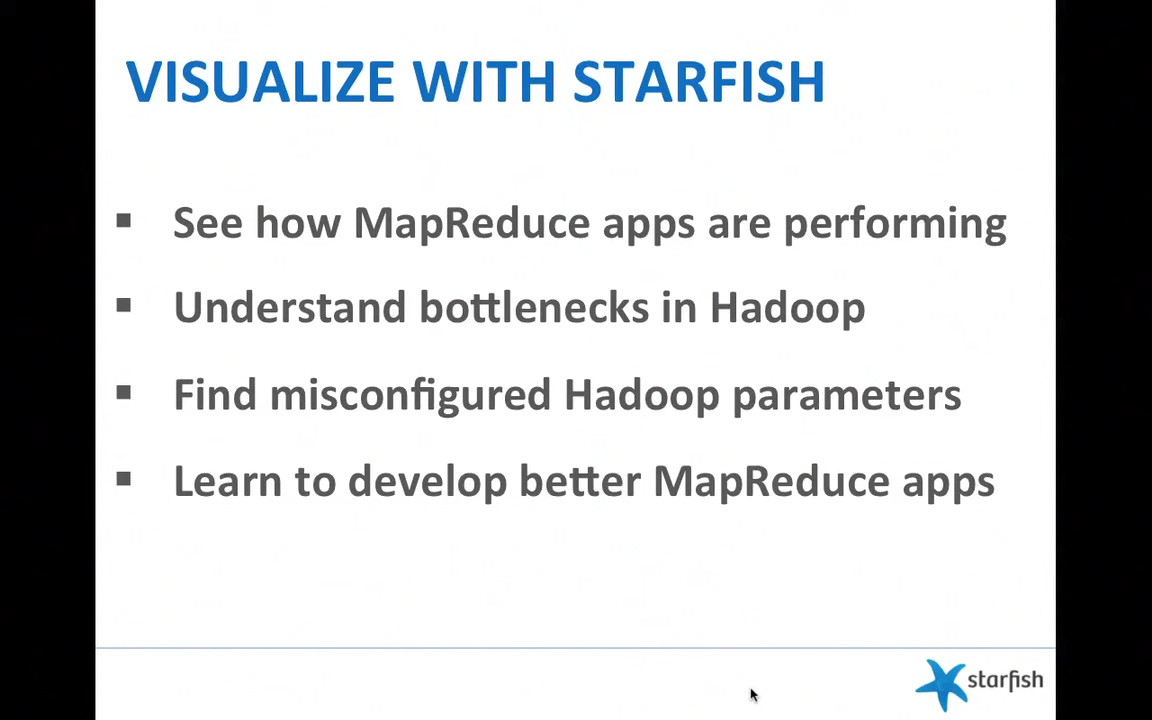 VISUALIZE WITH STARFISH
▪ See how MapReduce apps are performing
▪ Understand bottlenecks in Hadoop
▪ Find misconfigured Hadoop parameters
▪ Learn to develop better MapReduce apps
starfish